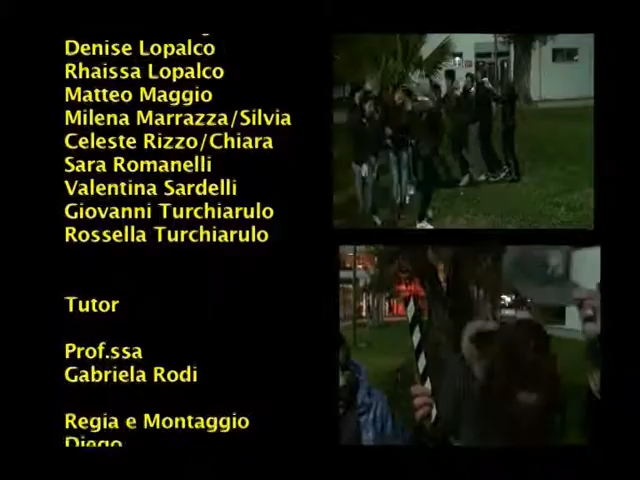 Denise Lopalco
Rhaissa Lopalco
Matteo Maggio
Milena Marrazza/Silvia
Celeste Rizzo/Chiara
Sara Romanelli
Valentina Sardelli
Giovanni Turchiarulo
Rossella Turchiarulo
Tutor
Prof.ssa
Gabriela Rodi
Regia e Montaggio
Diego